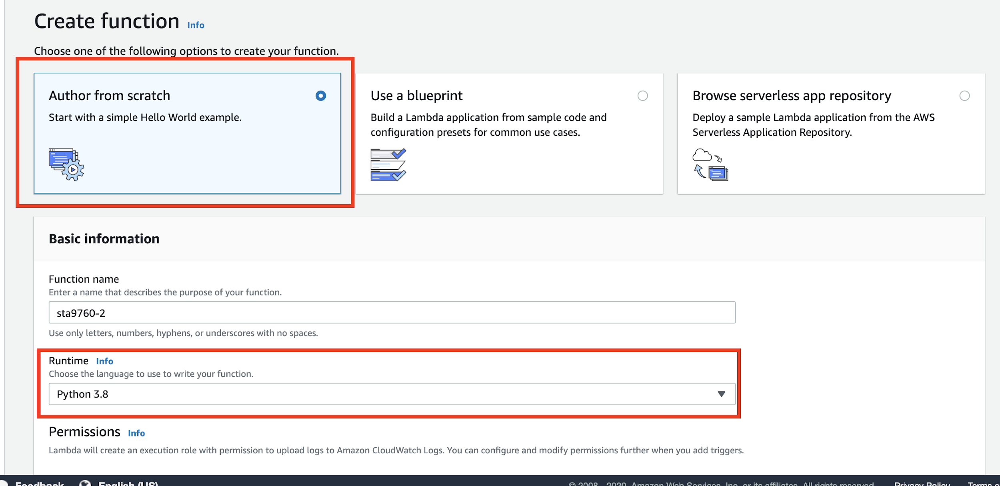 Create function Info
Choose one of the following options to create your function.
Author from scratch
Start with a simple Hello World example.
Use a blueprint
Build a Lambda application from sample code and
configuration presets for common use cases.
Browse serverless app repository
Deploy a sample Lambda application from the AWS
Serverless Application Repository.
Basic information
Function name
Enter a name that describes the purpose of your function.
sta9760-2
Use only letters, numbers, hyphens, or underscores with no spaces.
Runtime Info
Choose the language to use to write your function.
Python 3.8
Permissions Info
Lambda will create an execution role with permission to upload logs to Amazon CloudWatch Logs. You can configure and modify permissions further when you add triggers.
Feedback English (US) © 2008 - 2020, Amazon Web Services, Inc. or its affiliates. All rights reserved. Privacy Policy Terms